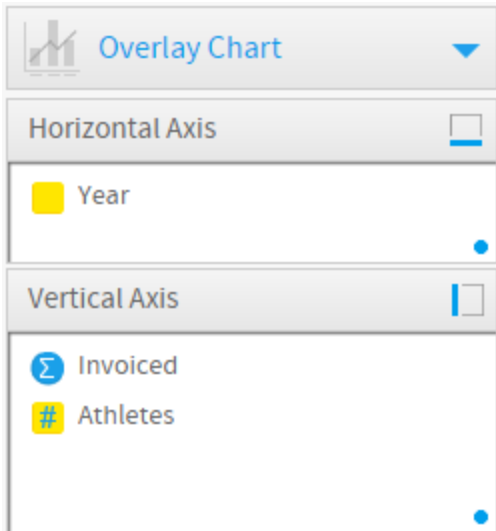 Overlay Chart
Horizontal Axis
Year
Vertical Axis
Σ Invoiced
# Athletes